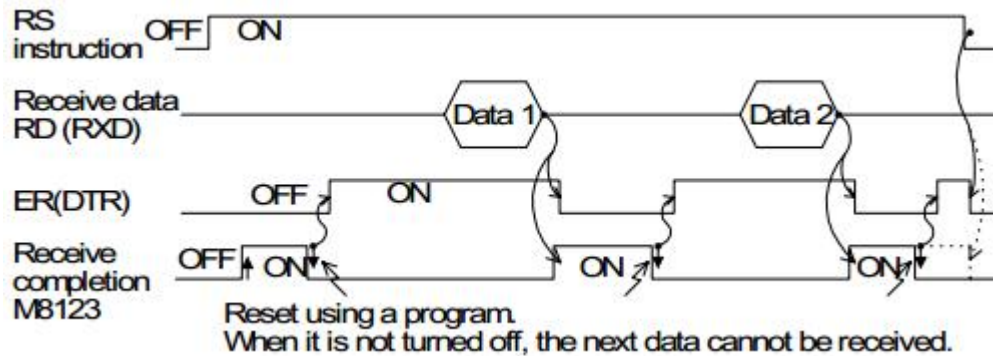 RS
instruction
OFF
ON
Receive data
RD (RXD)
Data 1
Data 2
ER(DTR)
OFF
ON
Receive
completion
M8123
OFF
ON
ON
ON
Reset using a program.
When it is not turned off, the next data cannot be received.